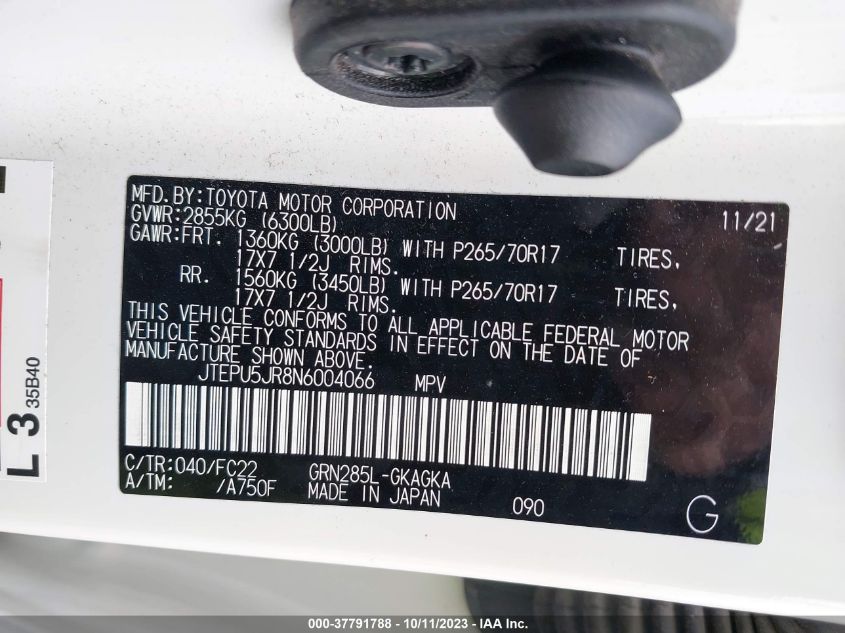 MFD.BY:TOYOTA MOTOR CORPORATION 11/21
GVWR:2855KG (6300LB)
GAWR:FRT. 1360KG (3000LB) WITH P265/70R17 TIRES,
17X7 1/2J RIMS.
RR. 1560KG (3450LB) WITH P265/70R17 TIRES,
17X7 1/2J RIMS.
THIS VEHICLE CONFORMS TO ALL APPLICABLE FEDERAL MOTOR
VEHICLE SAFETY STANDARDS IN EFFECT ON THE DATE OF
MANUFACTURE SHOWN ABOVE.
JTEPU5JR8N6004066 MPV
C/TR:040/FC22 GRN285L-GKAGKA
A/TM: /A750F MADE IN JAPAN 090 G
L 3
35B40
000-37791788 - 10/11/2023 - IAA Inc.